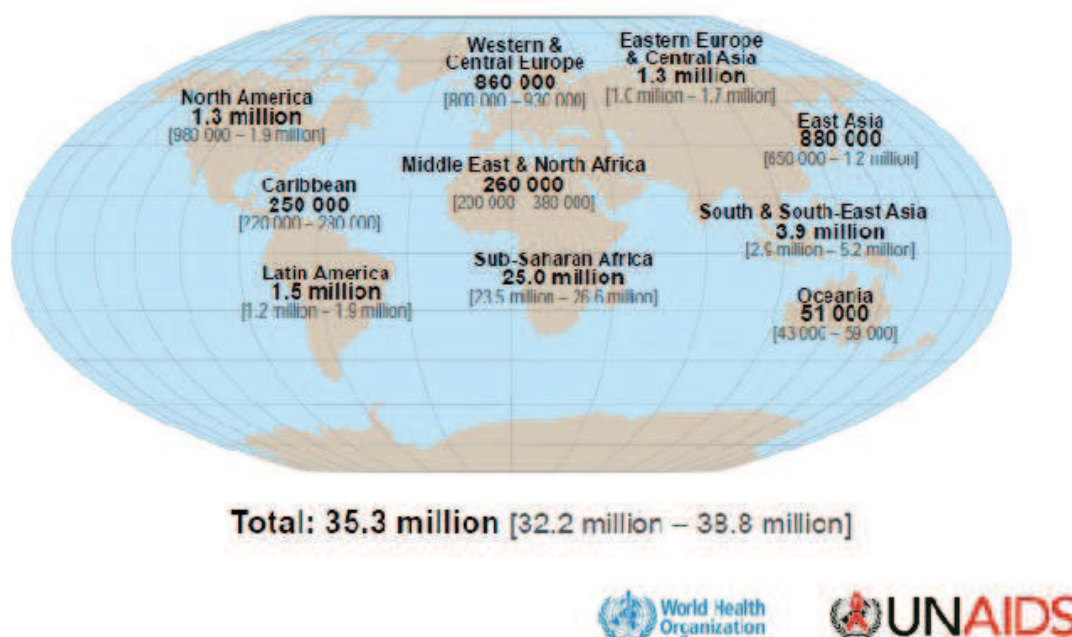 Western &
Central Europe
860 000
[800 000 – 930 000]
Eastern Europe
& Central Asia
1.3 million
[1.0 million – 1.7 million]
North America
1.3 million
[980 000 – 1.9 million]
East Asia
880 000
[650 000 – 1.2 million]
Middle East & North Africa
260 000
[200 000 – 380 000]
Caribbean
250 000
[220 000 – 280 000]
South & South-East Asia
3.9 million
[2.9 million – 5.2 million]
Sub-Saharan Africa
25.0 million
[23.5 million – 26.6 million]
Latin America
1.5 million
[1.2 million – 1.9 million]
Oceania
51 000
[43 000 – 59 000]
Total: 35.3 million [32.2 million – 38.8 million]
World Health
Organization
UNAIDS